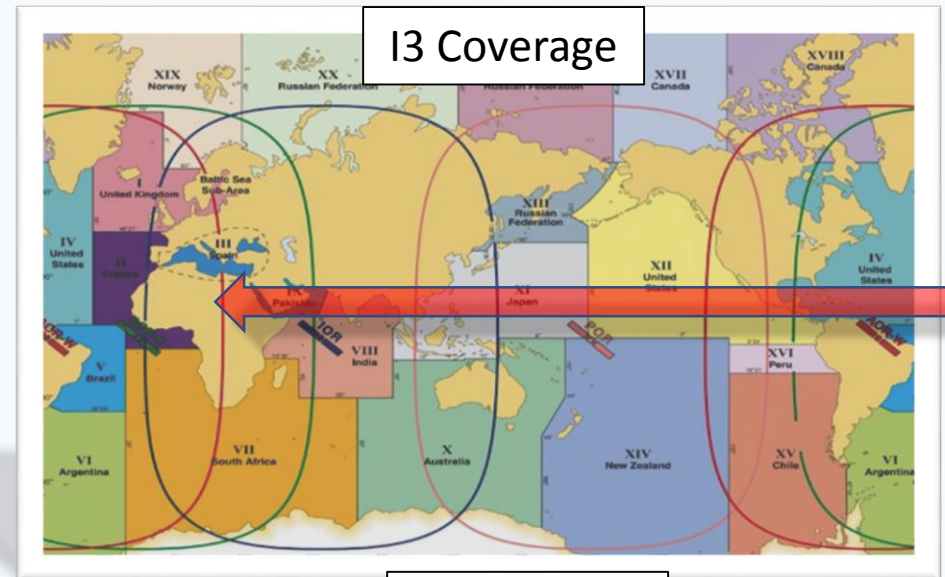 I3 Coverage
XIX
Norway
XX
Russian Federation
Russian Federation
XVII
Canada
XVIII
Canada
I
United Kingdom
Baltic Sea
Sub-Area
XIII
Russian
Federation
IV
United
States
II
France
III
Spain
IX
Pakistan
XI
Japan
XII
United
States
IV
United
States
AOR-W
IOR
POR
AOR-W
V
Brazil
VIII
India
XVI
Peru
VI
Argentina
VII
South Africa
X
Australia
XIV
New Zealand
XV
Chile
VI
Argentina